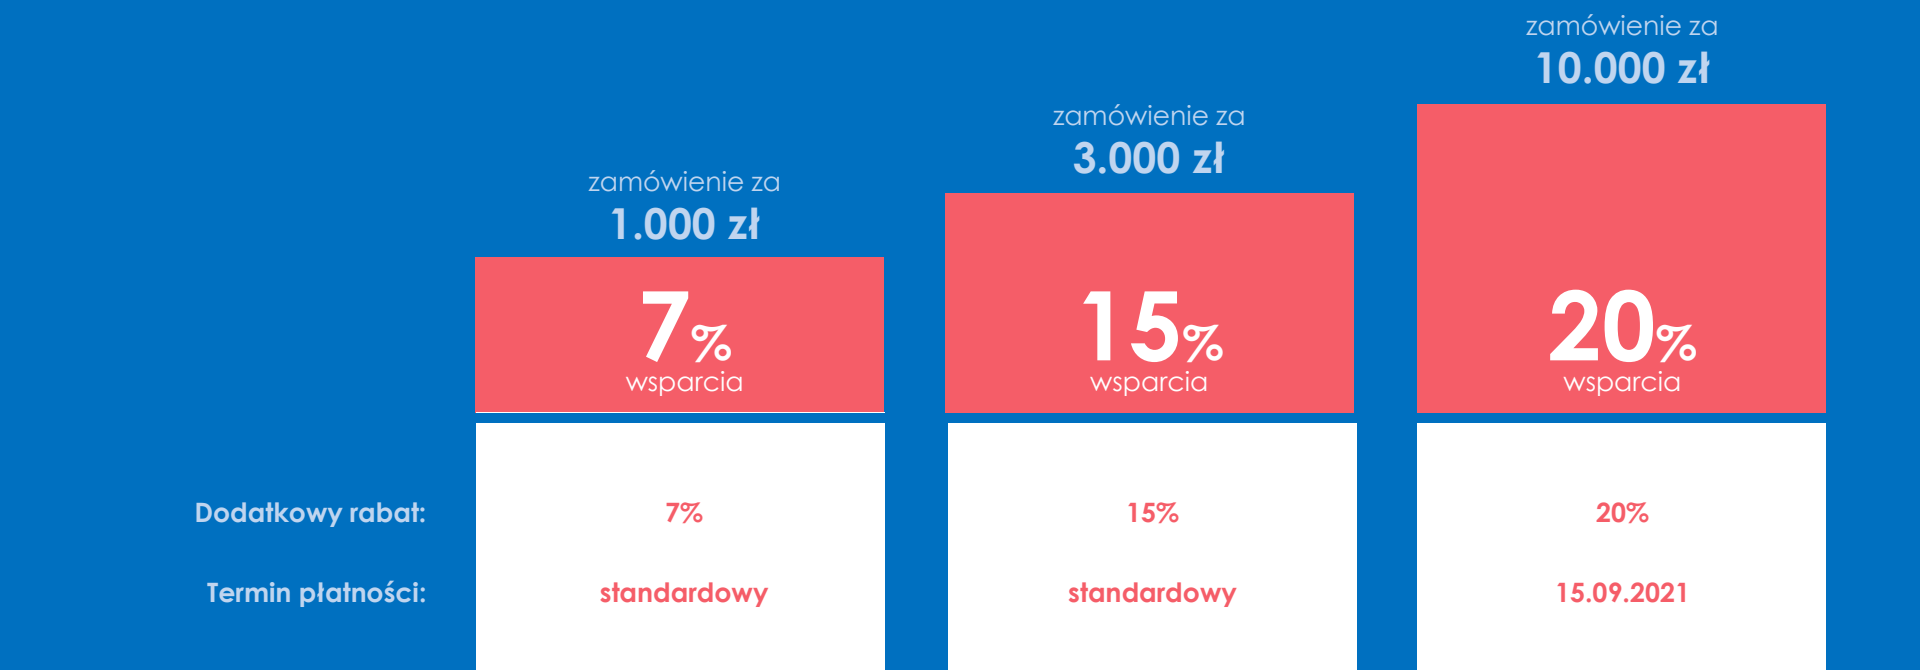 zamówienie za
1.000 zł
7%
wsparcia
zamówienie za
3.000 zł
15%
wsparcia
zamówienie za
10.000 zł
20%
wsparcia
Dodatkowy rabat: 7% 15% 20%
Termin płatności: standardowy standardowy 15.09.2021